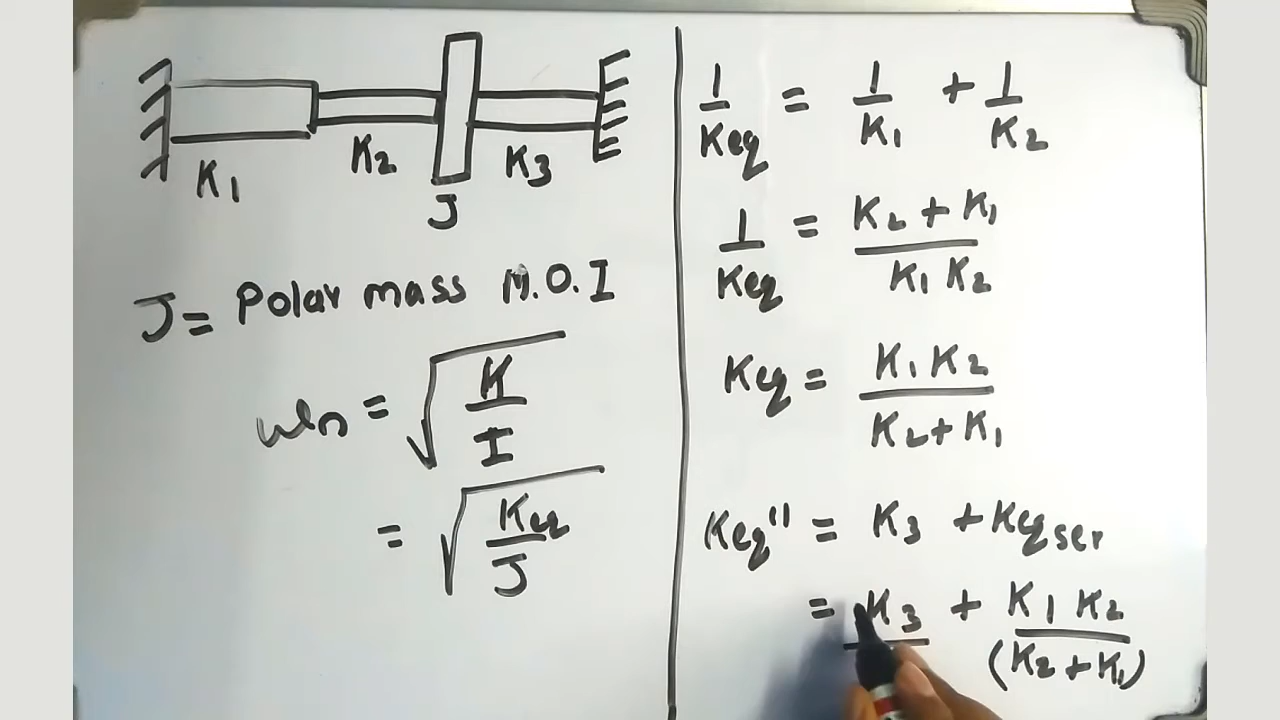 K1 K2 K3
J
J = Polar mass M.O.I
ωn = √(K/I)
= √(Keq/J)
1/Keq = 1/K1 + 1/K2
1/Keq = (K2 + K1)/(K1 K2)
Keq = (K1 K2)/(K2 + K1)
Keq" = K3 + Keq ser
= K3 + (K1 K2)/(K2 + K1)